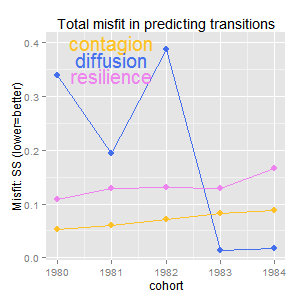 Total misfit in predicting transitions
contagion
diffusion
resilience
Misfit: SS (lower=better)
0.4
0.3
0.2
0.1
0.0
1980 1981 1982 1983 1984
cohort